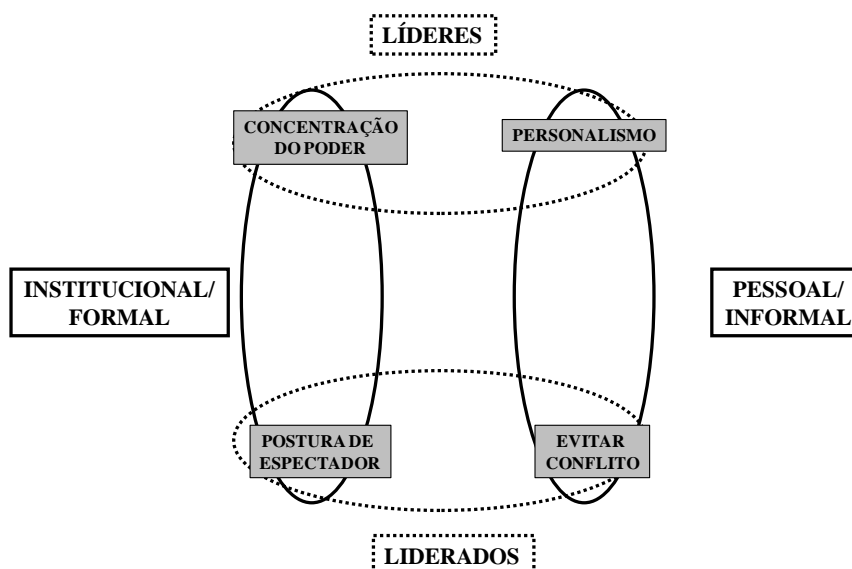 LÍDERES
CONCENTRAÇÃO
DO PODER
PERSONALISMO
INSTITUCIONAL/
FORMAL
PESSOAL/
INFORMAL
POSTURA DE
ESPECTADOR
EVITAR
CONFLITO
LIDERADOS